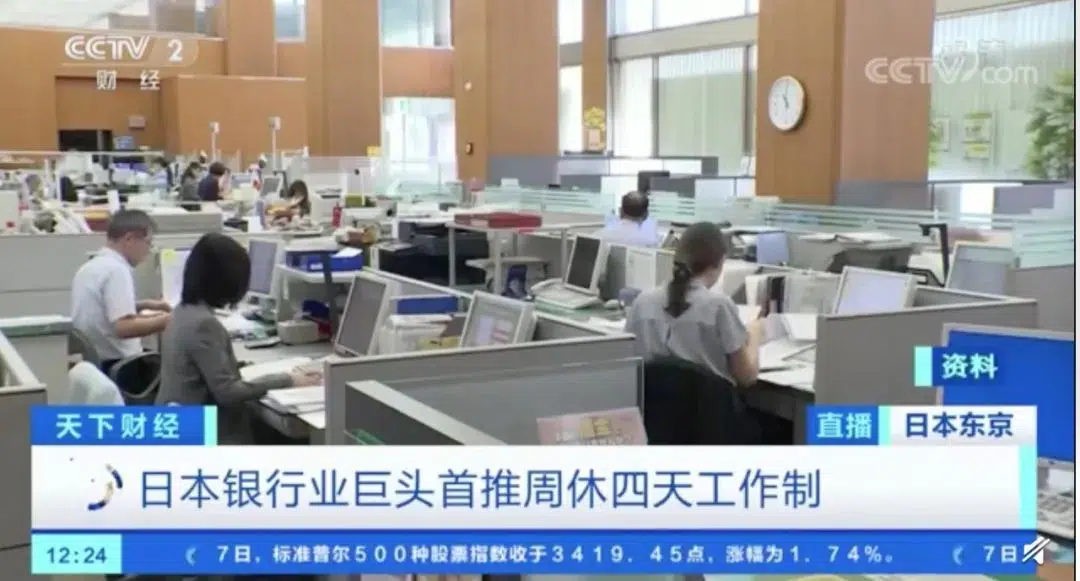 CCTV 2
财经
CCTV.com
资料
天下财经
直播
日本东京
日本银行业巨头首推周休四天工作制
12:24
7日，标准普尔500种股票指数收于3419．45点，涨幅为1．74%。
7日